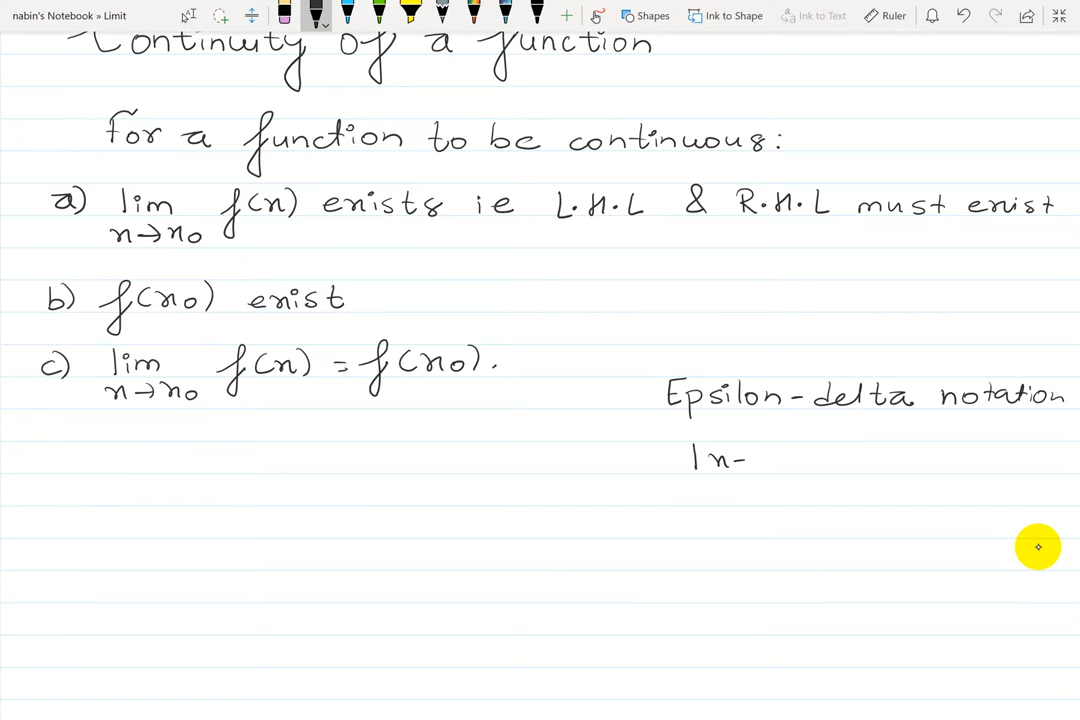 nabin's Notebook » Limit
Shapes Ink to Shape Ink to Text Ruler
Continuity of a function
For a function to be continuous:
a) lim f(x) exists ie L.H.L & R.H.L must exist
x→x₀
b) f(x₀) exist
c) lim f(x) = f(x₀).
x→x₀
Epsilon-delta notation
|x-